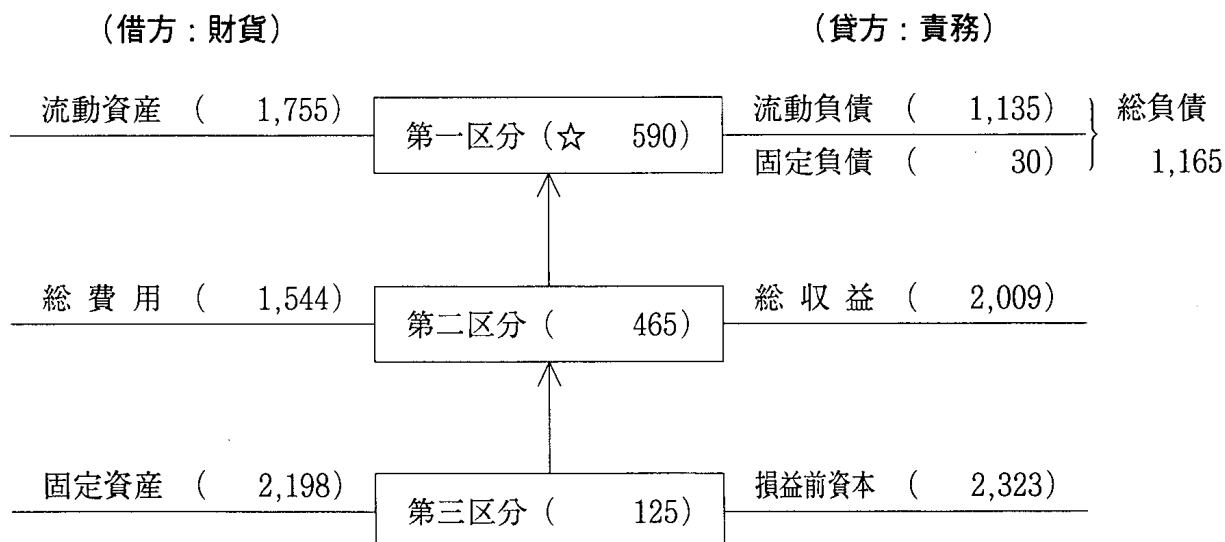 （借方：財貨） （貸方：責務）
流動資産 （ 1,755） 第一区分（☆ 590） 流動負債 （ 1,135） 総負債
固定負債 （ 30） 1,165
総費用 （ 1,544） 第二区分（ 465） 総収益 （ 2,009）
固定資産 （ 2,198） 第三区分（ 125） 損益前資本 （ 2,323）